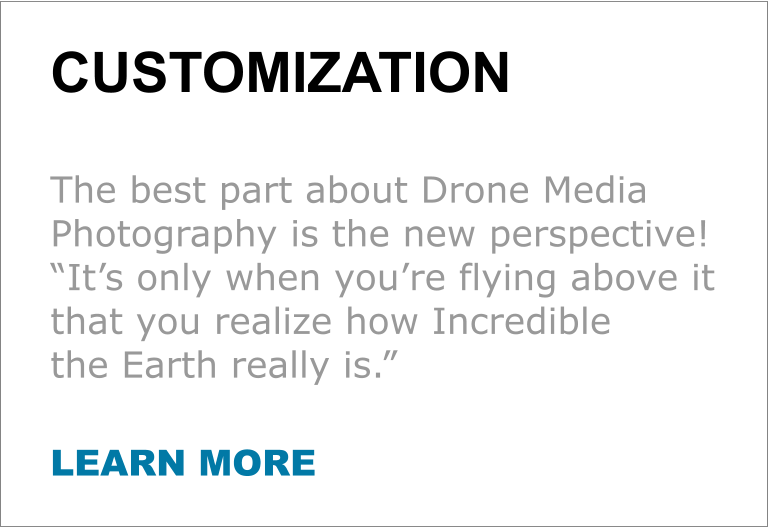 CUSTOMIZATION
The best part about Drone Media
Photography is the new perspective!
“It’s only when you’re flying above it
that you realize how Incredible
the Earth really is.”
LEARN MORE